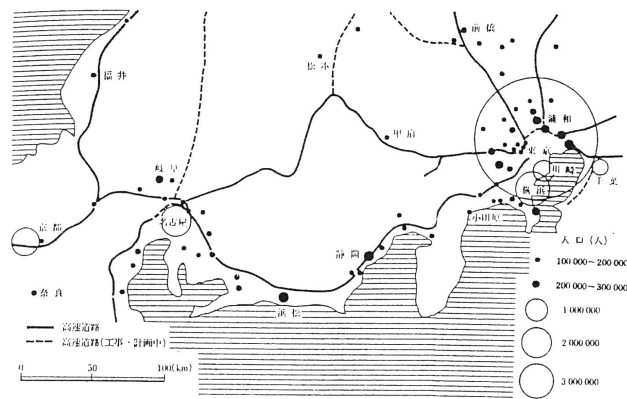 前橋
福井
松本
浦和
甲府
東京
岐阜
川崎
千葉
横浜
名古屋
小田原
京都
静岡
人口(人)
100 000~200 000
奈良
200 000~300 000
浜松
1 000 000
高速道路
高速道路(工事・計画中)
2 000 000
0 50 100(km)
3 000 000